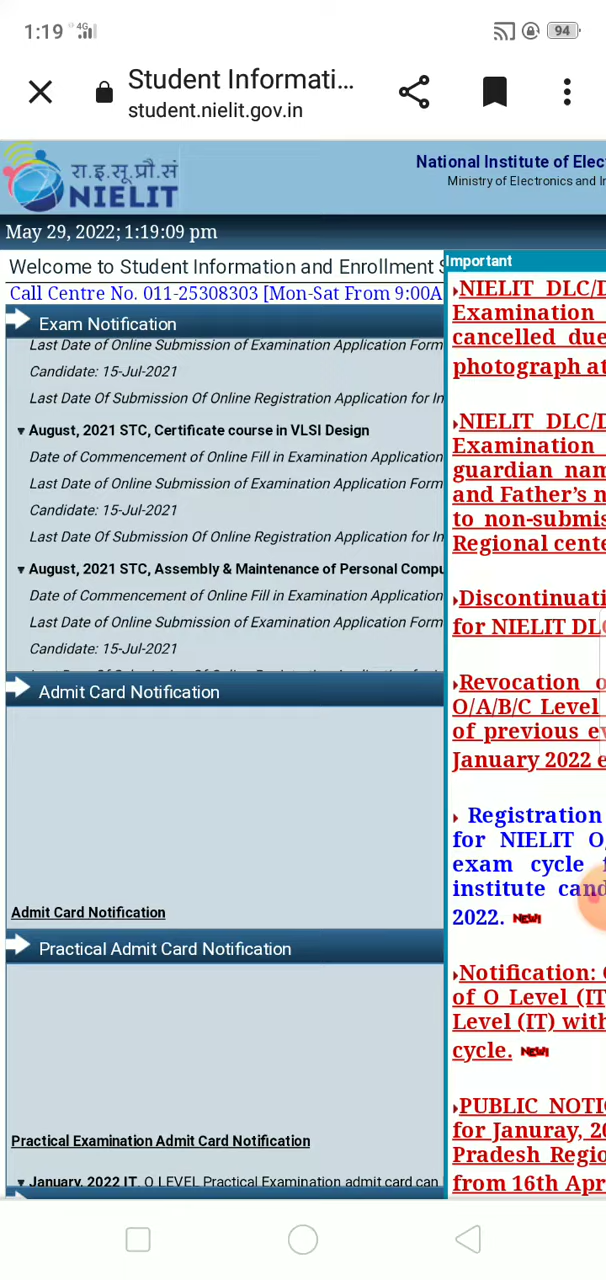 1:19 4G 94
Student Informati...
student.nielit.gov.in
रा.इ.सू.प्रौ.सं
NIELIT
National Institute of Elec
Ministry of Electronics and I
May 29, 2022; 1:19:09 pm
Welcome to Student Information and Enrollment S
Call Centre No. 011-25308303 [Mon-Sat From 9:00A
Exam Notification
Last Date of Online Submission of Examination Application Form
Candidate: 15-Jul-2021
Last Date Of Submission Of Online Registration Application for In
August, 2021 STC, Certificate course in VLSI Design
Date of Commencement of Online Fill in Examination Application
Last Date of Online Submission of Examination Application Form
Candidate: 15-Jul-2021
Last Date Of Submission Of Online Registration Application for In
August, 2021 STC, Assembly & Maintenance of Personal Compu
Date of Commencement of Online Fill in Examination Application
Last Date of Online Submission of Examination Application Form
Candidate: 15-Jul-2021
Admit Card Notification
Admit Card Notification
Practical Admit Card Notification
Practical Examination Admit Card Notification
January, 2022 IT, O LEVEL Practical Examination admit card can
Important
NIELIT DLC/D
Examination
cancelled due
photograph at
NIELIT DLC/D
Examination
guardian nam
and Father's n
to non-submis
Regional cente
Discontinuati
for NIELIT DLC
Revocation o
O/A/B/C Level
of previous ev
January 2022 e
Registration
for NIELIT O/
exam cycle f
institute cand
2022. NEW!
Notification: C
of O Level (IT
Level (IT) with
cycle. NEW!
PUBLIC NOTI
for Januray, 20
Pradesh Regio
from 16th Apr